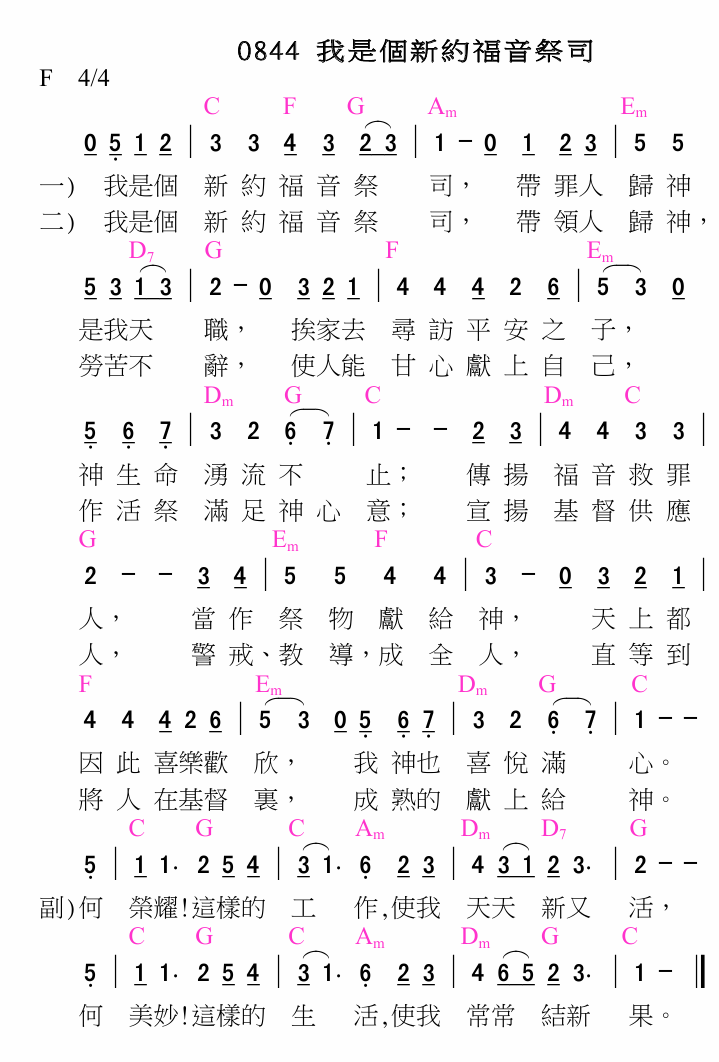 0844 我是個新約福音祭司
F 4/4
C F G Am Em
0 5 1 2 | 3 3 4 3 2 3 | 1 - 0 1 2 3 | 5 5
一) 我是個 新 約 福 音 祭 司, 帶 罪人 歸 神
二) 我是個 新 約 福 音 祭 司, 帶 領人 歸 神,
D7 G F Em
5 3 1 3 | 2 - 0 3 2 1 | 4 4 4 2 6 | 5 3 0
是我天 職, 挨家去 尋 訪 平 安 之 子,
勞苦不 辭, 使人能 甘 心 獻 上 自 己,
Dm G C Dm C
5 6 7 | 3 2 6 7 | 1 - - 2 3 | 4 4 3 3 |
神 生 命 湧 流 不 止; 傳 揚 福 音 救 罪
作 活 祭 滿 足 神 心 意; 宣 揚 基 督 供 應
G Em F C
2 - - 3 4 | 5 5 4 4 | 3 - 0 3 2 1 |
人, 當 作 祭 物 獻 給 神, 天 上 都
人, 警 戒、教 導,成 全 人, 直 等 到
F Em Dm G C
4 4 4 2 6 | 5 3 0 5 6 7 | 3 2 6 7 | 1 - -
因 此 喜樂歡 欣, 我 神也 喜 悅 滿 心。
將 人 在基督 裏, 成 熟的 獻 上 給 神。
C G C Am Dm D7 G
5 | 1 1. 2 5 4 | 3 1. 6 2 3 | 4 3 1 2 3. | 2 - -
副)何 榮耀!這樣的 工 作,使我 天天 新又 活,
C G C Am Dm G C
5 | 1 1. 2 5 4 | 3 1. 6 2 3 | 4 6 5 2 3. | 1 - ‖
何 美妙!這樣的 生 活,使我 常常 結新 果。